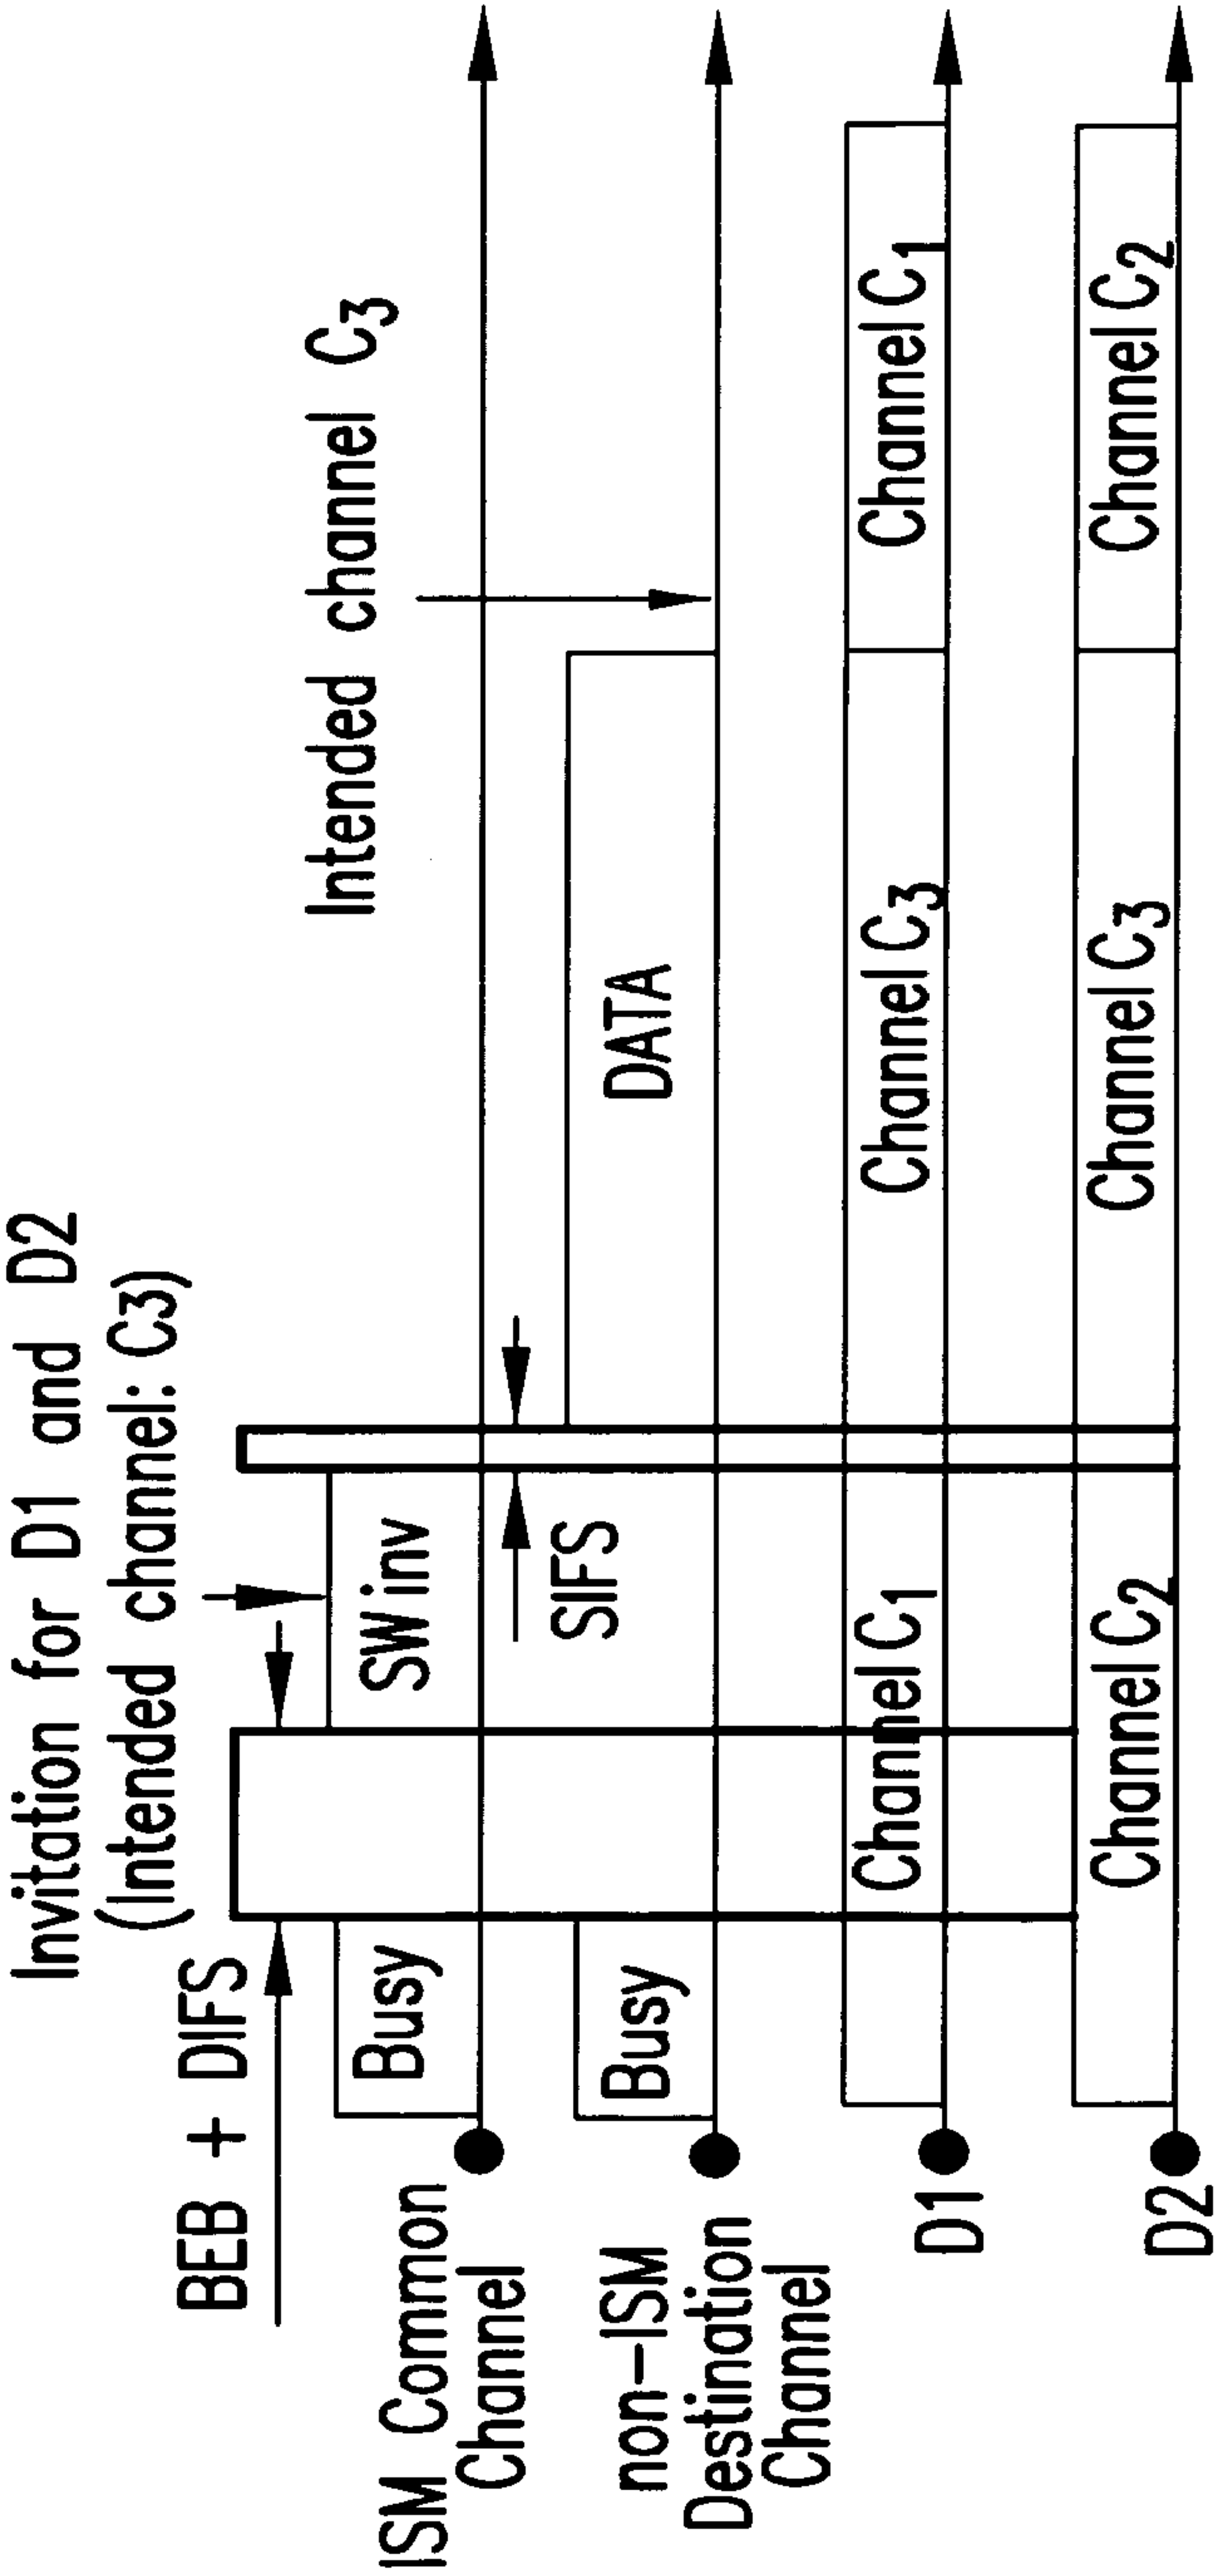 Invitation for D1 and D2
(Intended channel: C3)
BEB + DIFS
Intended channel C3
ISM Common
Channel
Busy
SW inv
SIFS
non-ISM
Destination
Channel
Busy
DATA
D1
Channel C1
Channel C3
Channel C1
D2
Channel C2
Channel C3
Channel C2